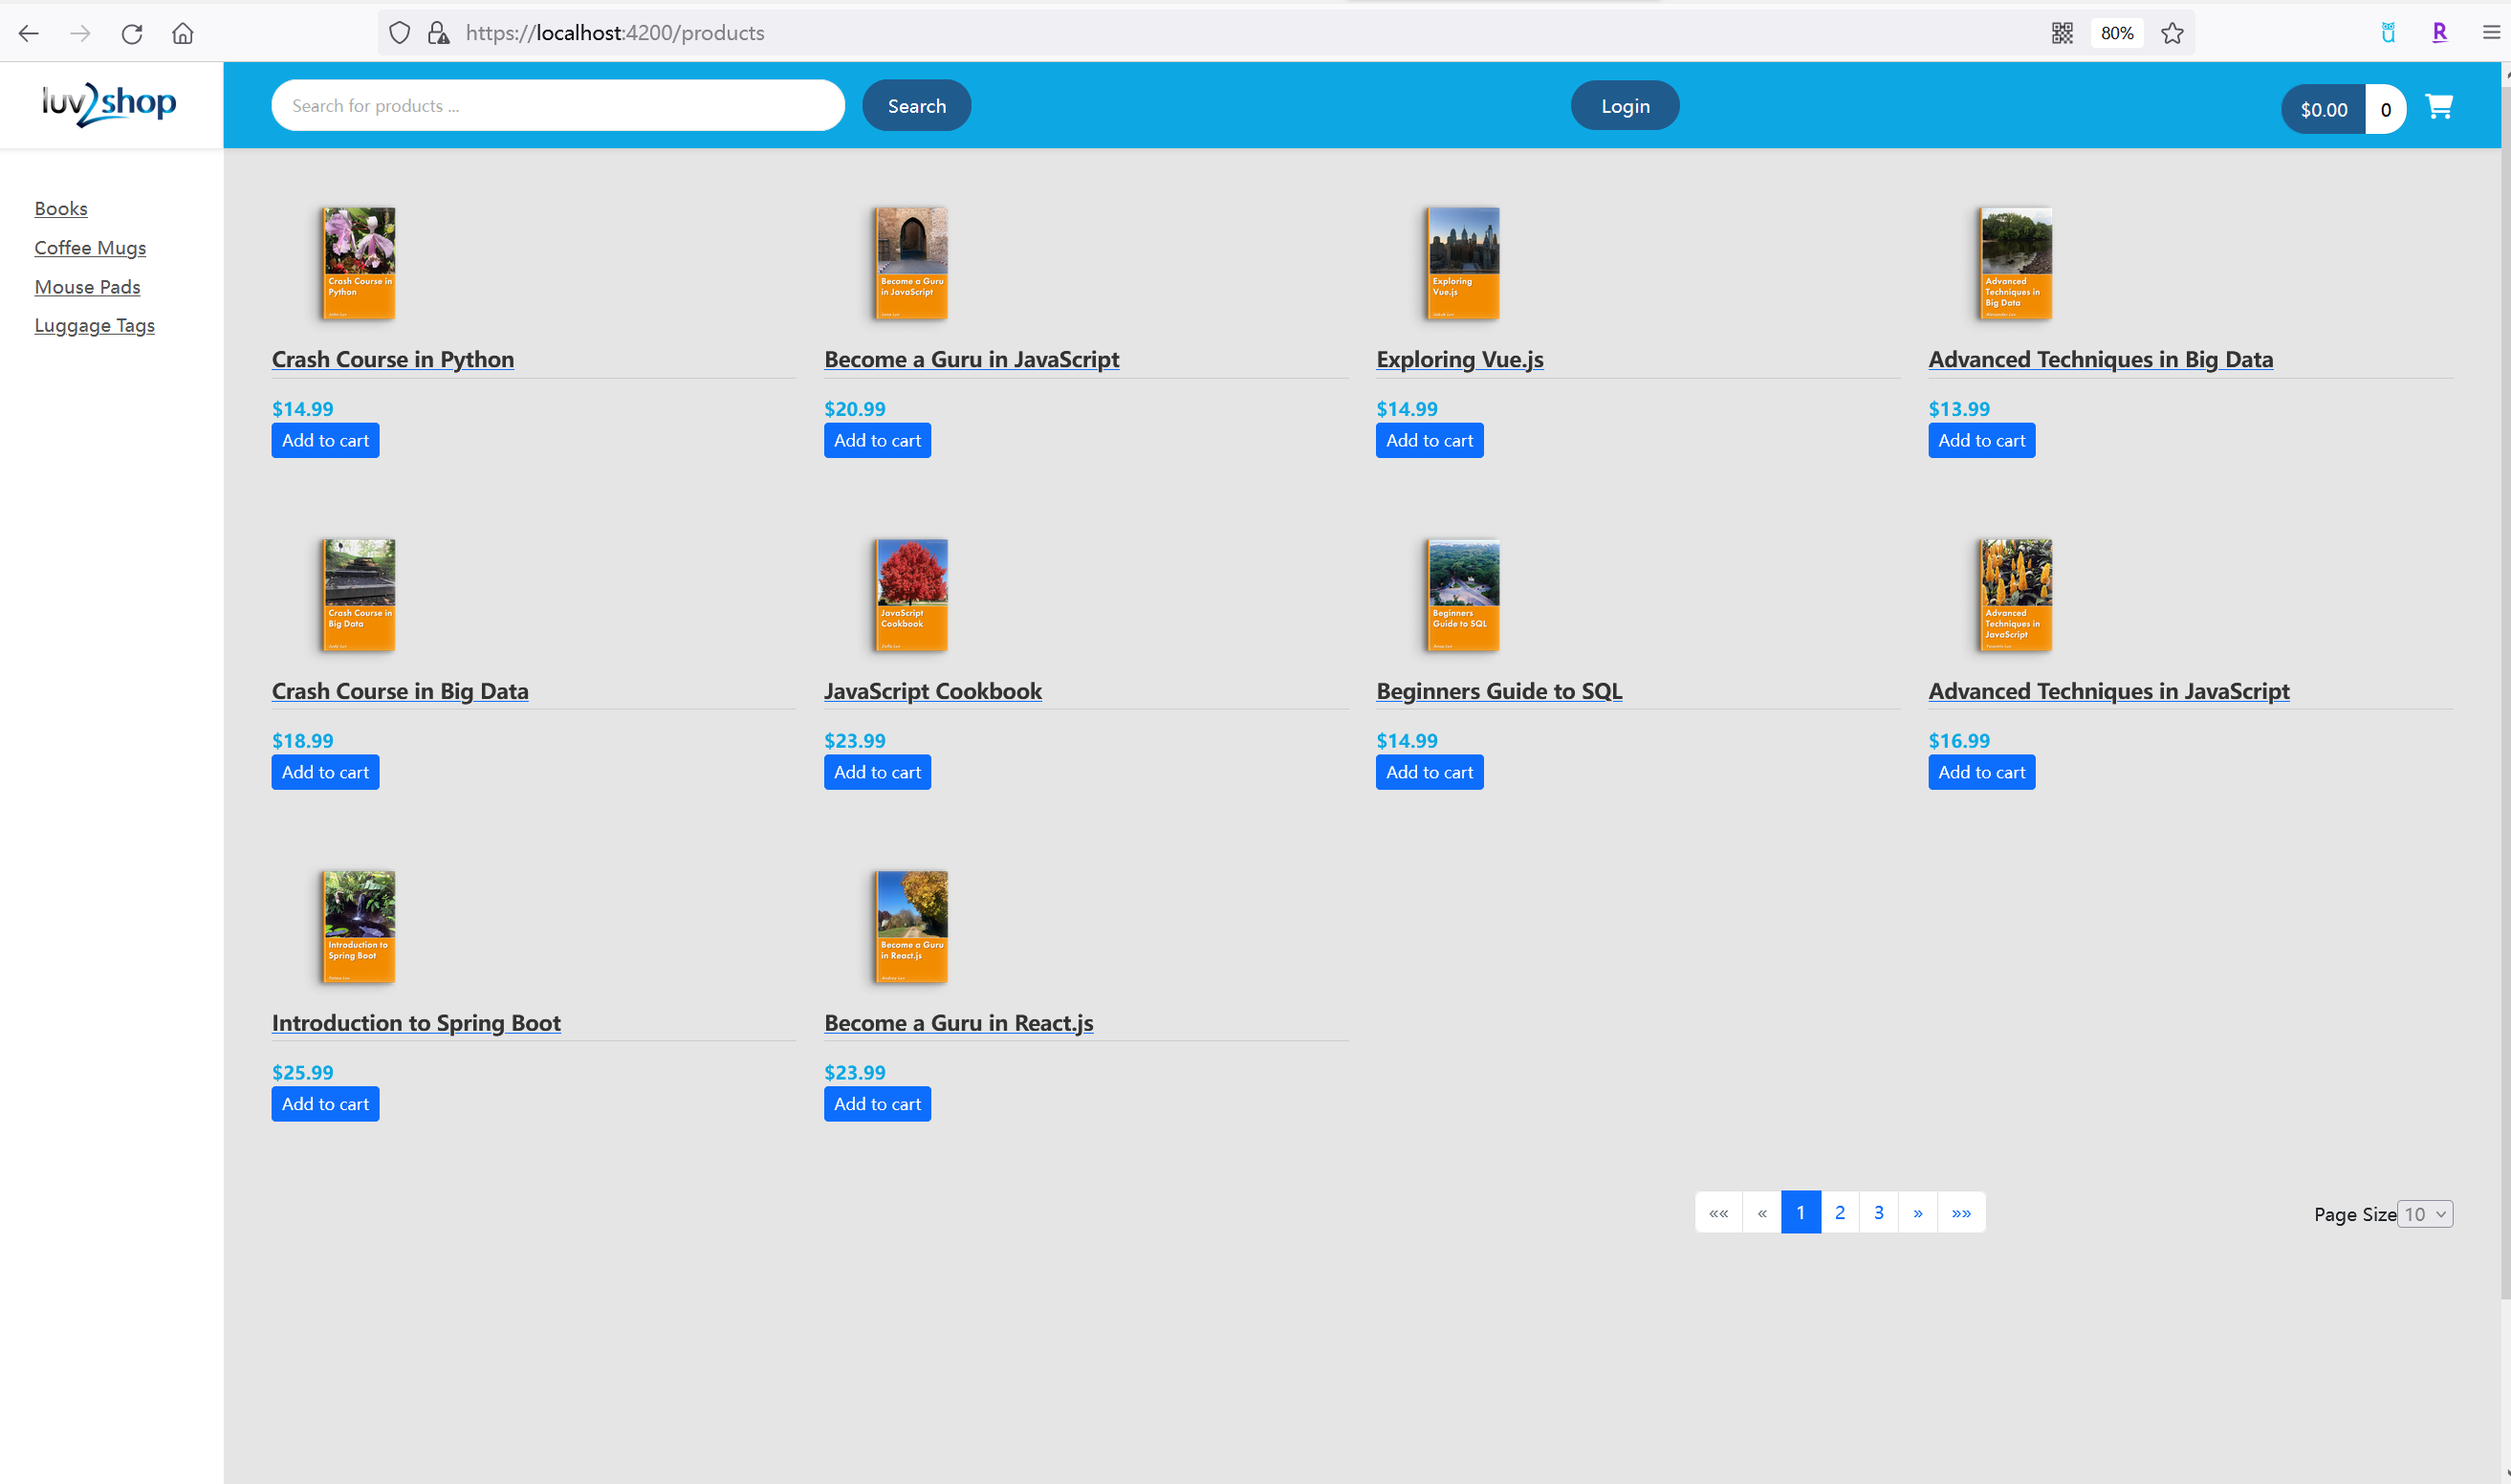 https://localhost:4200/products
80%
luv2shop
Search for products ...
Search
Login
$0.00
0
Books
Coffee Mugs
Mouse Pads
Luggage Tags
Crash Course in
Python
Become a Guru
in JavaScript
Exploring
Vue.js
Advanced
Techniques in
Big Data
Crash Course in Python
Become a Guru in JavaScript
Exploring Vue.js
Advanced Techniques in Big Data
$14.99
$20.99
$14.99
$13.99
Add to cart
Add to cart
Add to cart
Add to cart
Crash Course in
Big Data
JavaScript
Cookbook
Beginners
Guide to SQL
Advanced
Techniques in
JavaScript
Crash Course in Big Data
JavaScript Cookbook
Beginners Guide to SQL
Advanced Techniques in JavaScript
$18.99
$23.99
$14.99
$16.99
Add to cart
Add to cart
Add to cart
Add to cart
Introduction to
Spring Boot
Become a Guru
in React.js
Introduction to Spring Boot
Become a Guru in React.js
$25.99
$23.99
Add to cart
Add to cart
«« « 1 2 3 » »»
Page Size 10